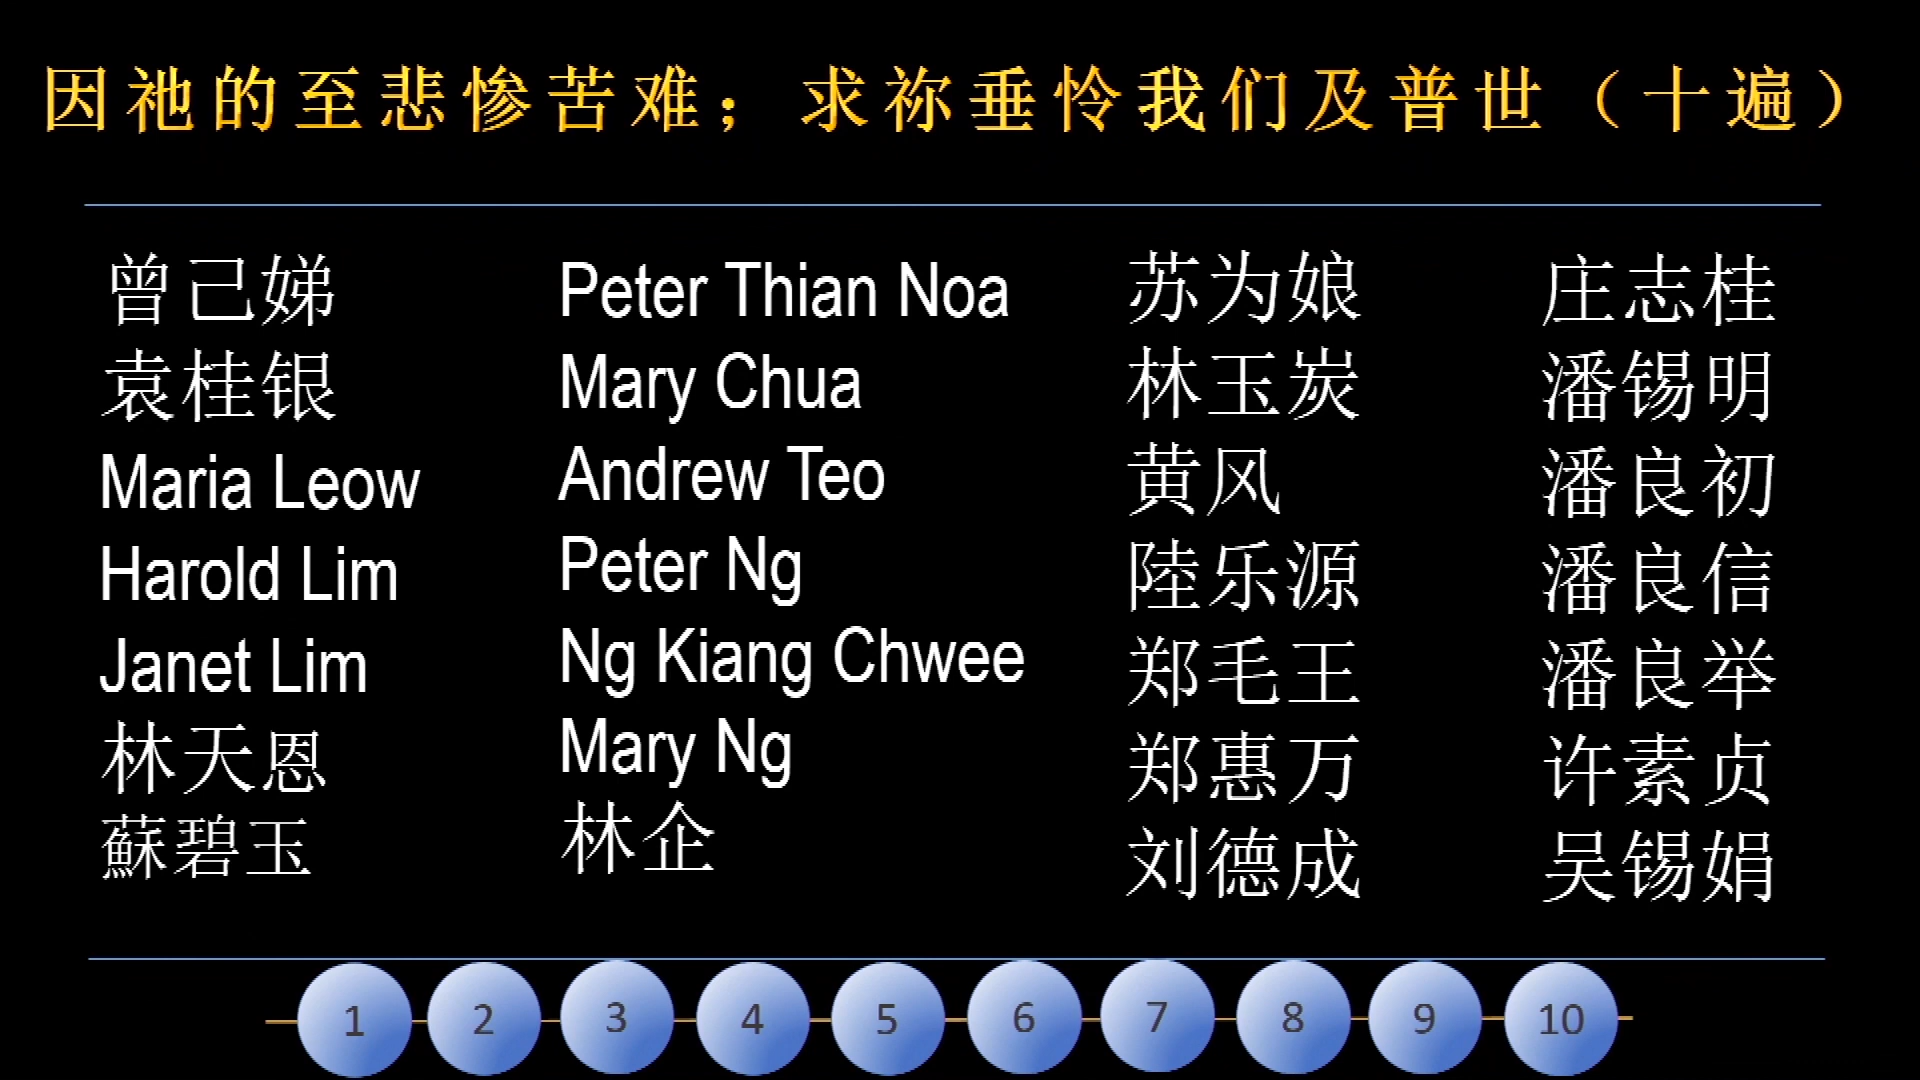 因祂的至悲惨苦难；求祢垂怜我们及普世（十遍）
曾己娣
袁桂银
Maria Leow
Harold Lim
Janet Lim
林天恩
蘇碧玉
Peter Thian Noa
Mary Chua
Andrew Teo
Peter Ng
Ng Kiang Chwee
Mary Ng
林企
苏为娘
林玉炭
黄风
陸乐源
郑毛王
郑惠万
刘德成
庄志桂
潘锡明
潘良初
潘良信
潘良举
许素贞
吴锡娟
1 2 3 4 5 6 7 8 9 10